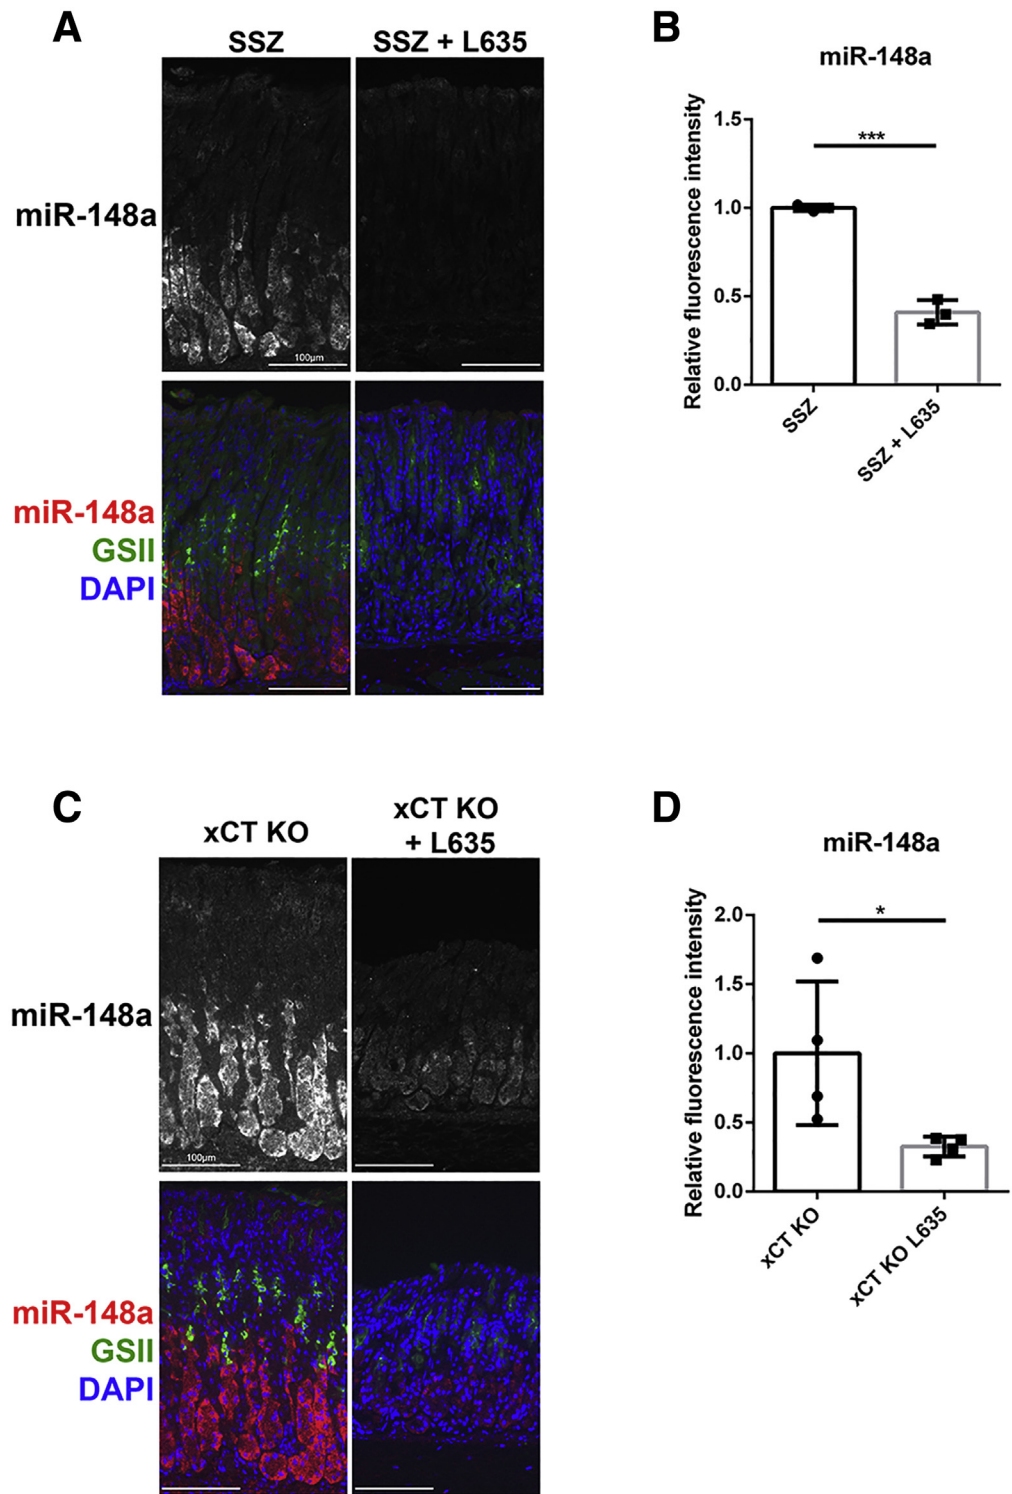 A
SSZ
SSZ + L635
miR-148a
100μm
miR-148a
GSII
DAPI
B
miR-148a
Relative fluorescence intensity
1.5
1.0
0.5
0.0
***
SSZ
SSZ + L635
C
xCT KO
xCT KO
+ L635
miR-148a
100μm
miR-148a
GSII
DAPI
D
miR-148a
Relative fluorescence intensity
2.0
1.5
1.0
0.5
0.0
*
xCT KO
xCT KO L635